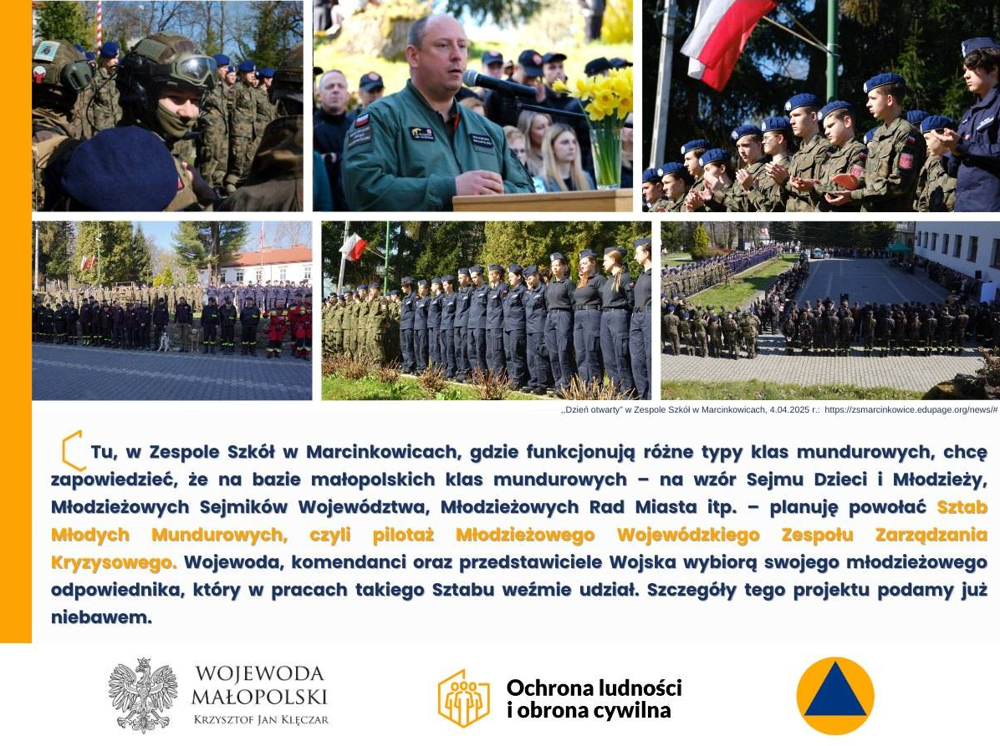 ,,Dzień otwarty” w Zespole Szkół w Marcinkowicach, 4.04.2025 r.: https://zsmarcinkowice.edupage.org/news/#
Tu, w Zespole Szkół w Marcinkowicach, gdzie funkcjonują różne typy klas mundurowych, chcę
zapowiedzieć, że na bazie małopolskich klas mundurowych – na wzór Sejmu Dzieci i Młodzieży,
Młodzieżowych Sejmików Województwa, Młodzieżowych Rad Miasta itp. – planuję powołać Sztab
Młodych Mundurowych, czyli pilotaż Młodzieżowego Wojewódzkiego Zespołu Zarządzania
Kryzysowego. Wojewoda, komendanci oraz przedstawiciele Wojska wybiorą swojego młodzieżowego
odpowiednika, który w pracach takiego Sztabu weźmie udział. Szczegóły tego projektu podamy już
niebawem.
WOJEWODA
MAŁOPOLSKI
KRZYSZTOF JAN KLĘCZAR
Ochrona ludności
i obrona cywilna